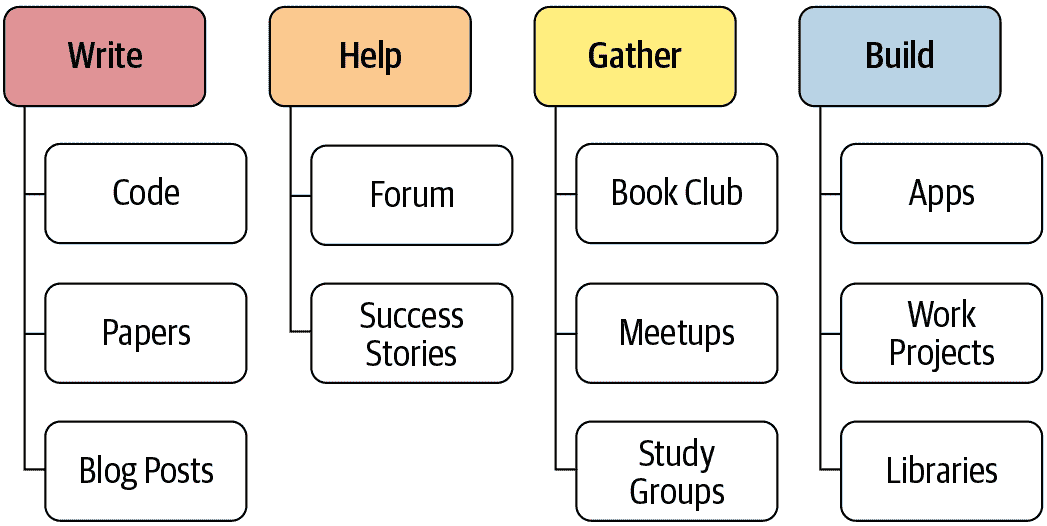 Write
Code
Papers
Blog Posts
Help
Forum
Success
Stories
Gather
Book Club
Meetups
Study
Groups
Build
Apps
Work
Projects
Libraries